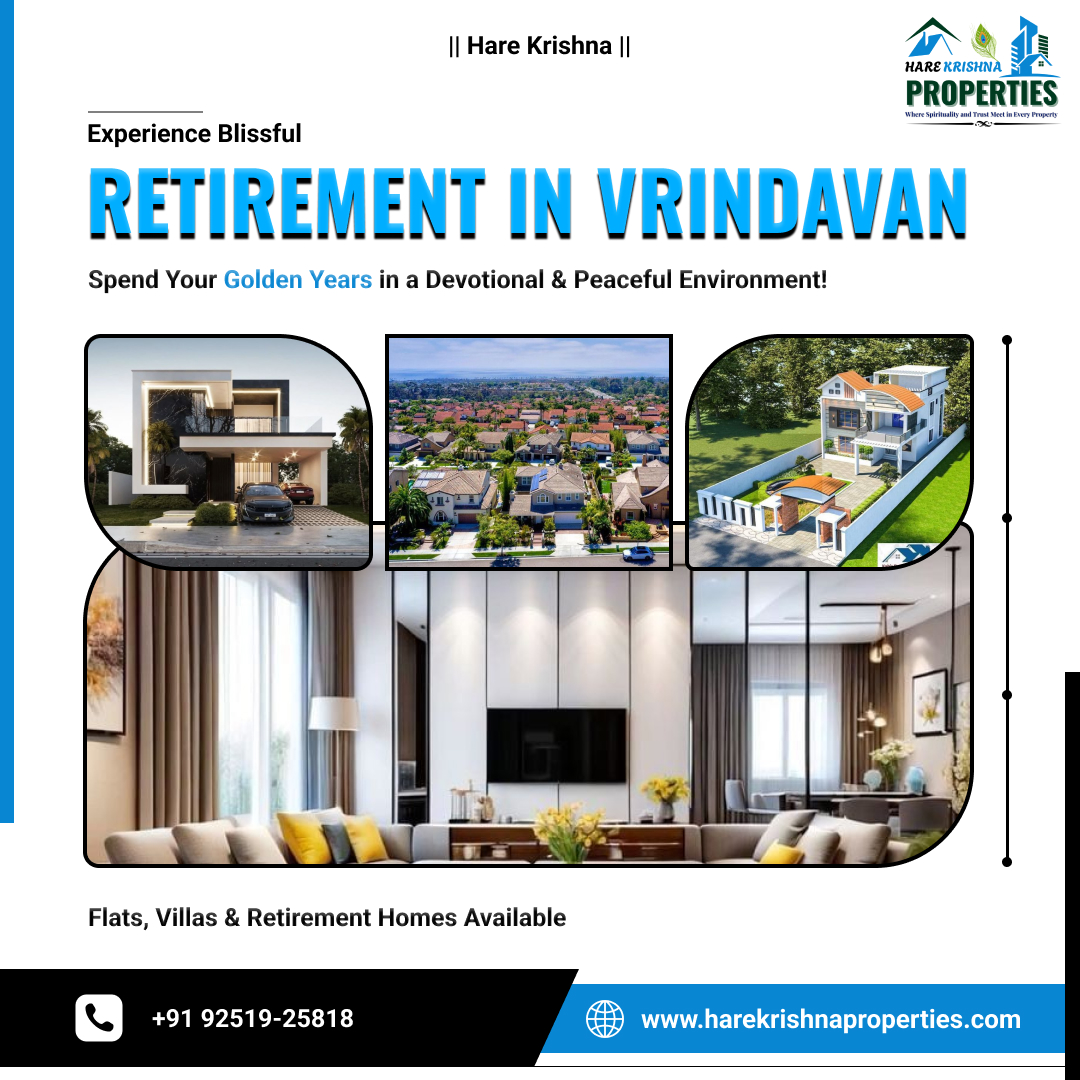 || Hare Krishna ||
HARE KRISHNA
PROPERTIES
Where Spirituality and Trust Meet in Every Property
Experience Blissful
RETIREMENT IN VRINDAVAN
Spend Your Golden Years in a Devotional & Peaceful Environment!
Flats, Villas & Retirement Homes Available
+91 92519-25818
www.harekrishnaproperties.com